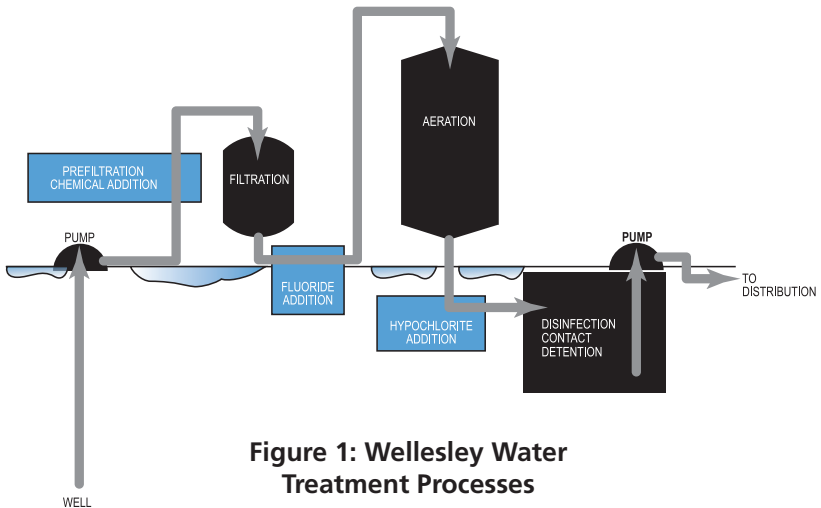 PREFILTRATION
CHEMICAL ADDITION
PUMP
FILTRATION
FLUORIDE
ADDITION
AERATION
HYPOCHLORITE
ADDITION
DISINFECTION
CONTACT
DETENTION
PUMP
TO
DISTRIBUTION
WELL
Figure 1: Wellesley Water
Treatment Processes